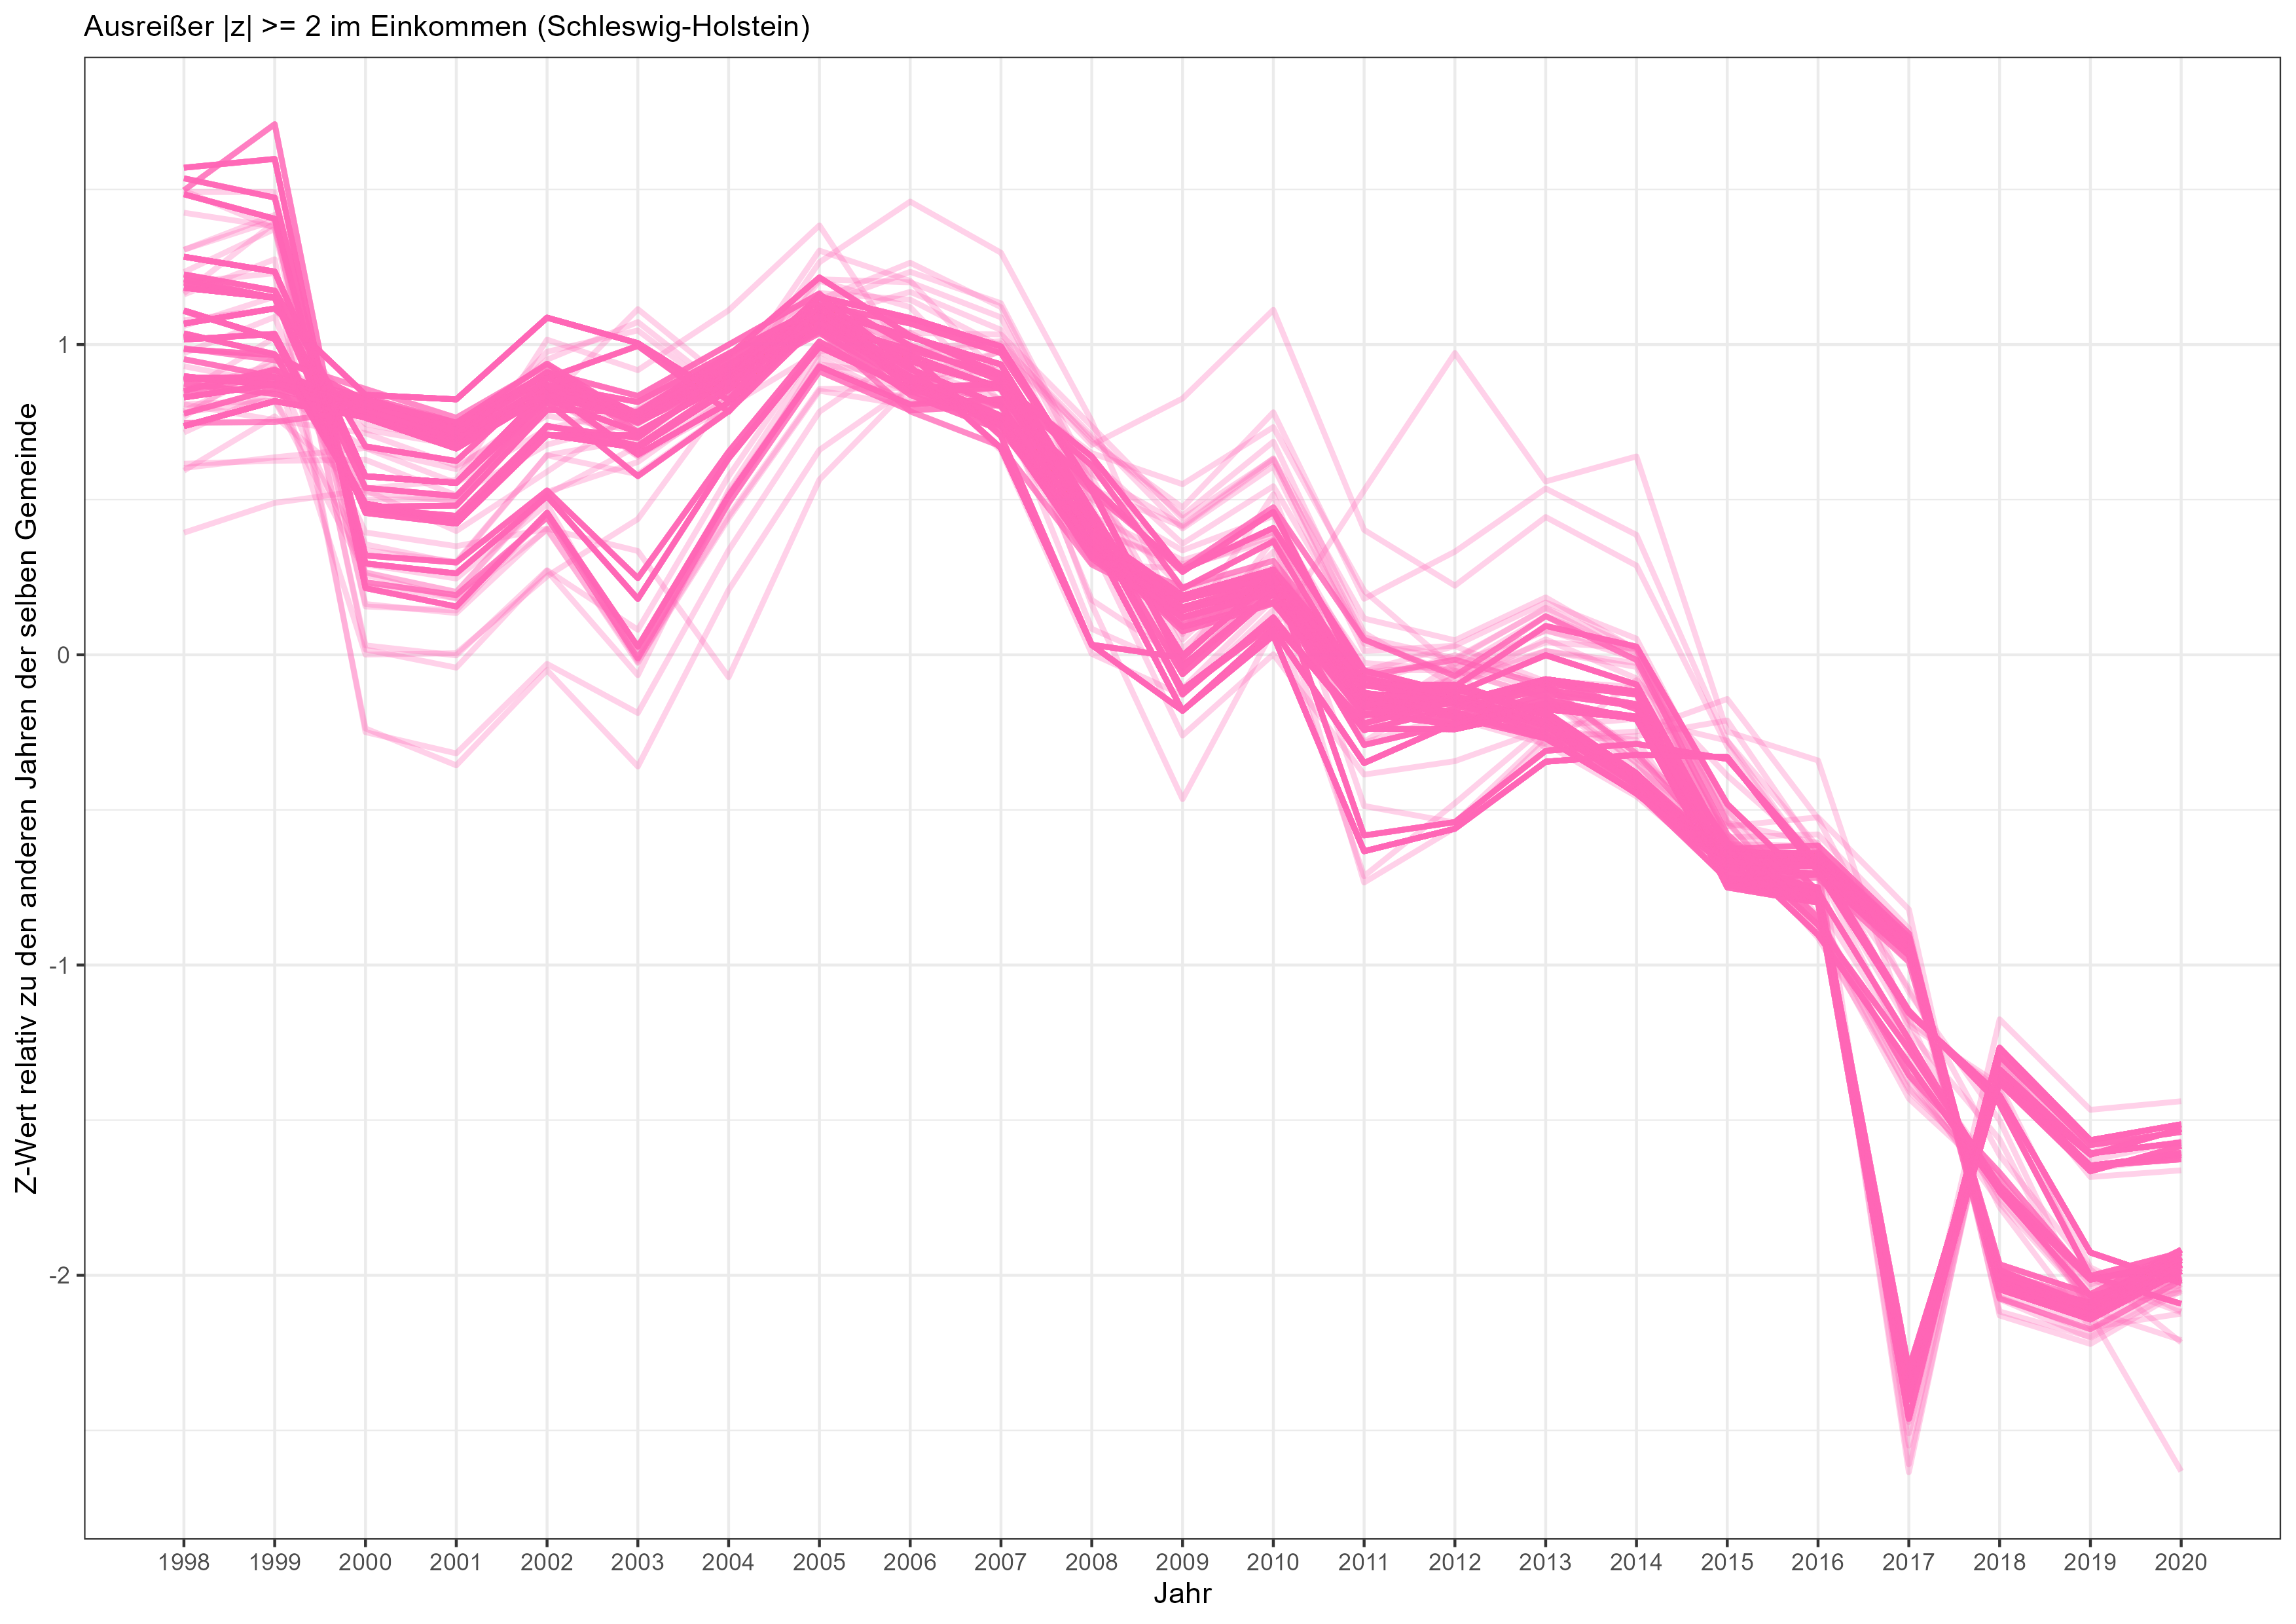 Ausreißer |z| >= 2 im Einkommen (Schleswig-Holstein)
Z-Wert relativ zu den anderen Jahren der selben Gemeinde
1
0
-1
-2
1998 1999 2000 2001 2002 2003 2004 2005 2006 2007 2008 2009 2010 2011 2012 2013 2014 2015 2016 2017 2018 2019 2020
Jahr